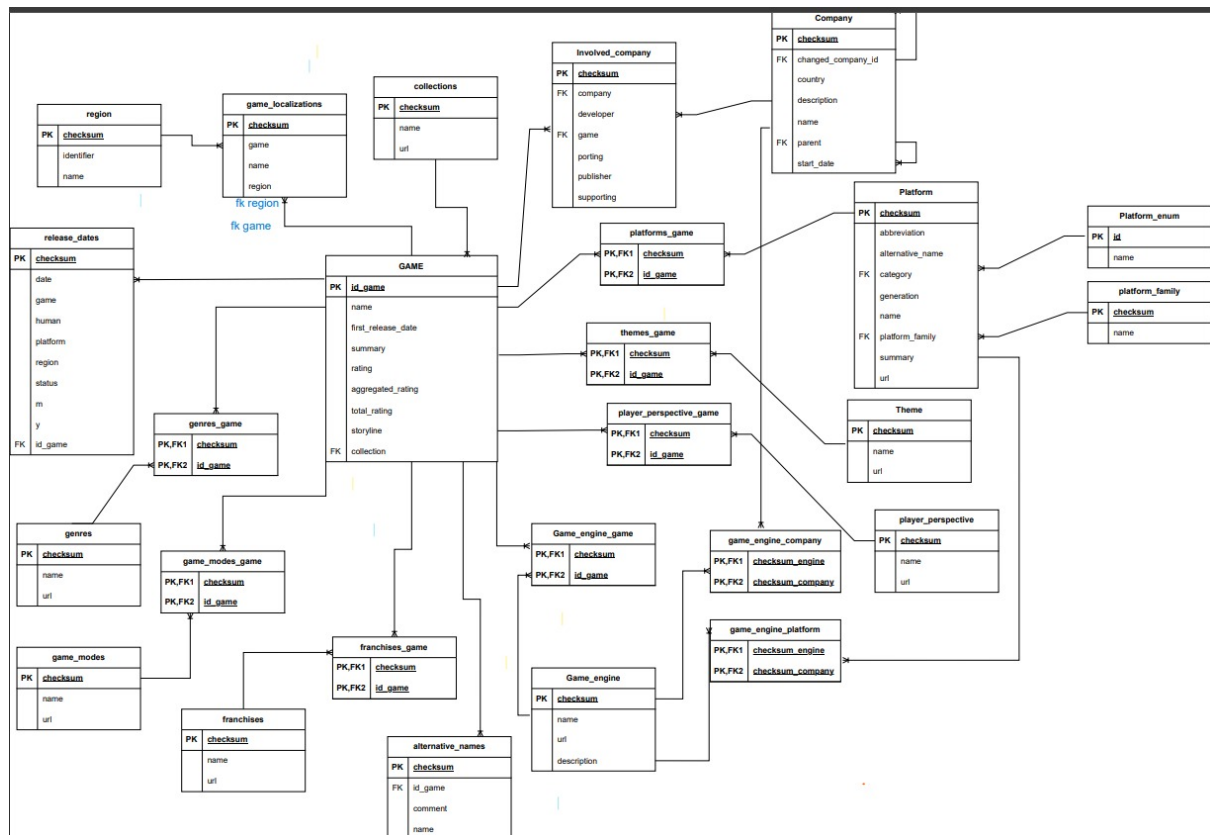 Company
PK checksum
FK changed_company_id
country
description
name
FK parent
start_date
Involved_company
PK checksum
FK company
developer
FK game
porting
publisher
supporting
collections
PK checksum
name
url
game_localizations
PK checksum
game
name
region
fk region
fk game
region
PK checksum
identifier
name
Platform
PK checksum
abbreviation
alternative_name
FK category
generation
name
FK platform_family
summary
url
Platform_enum
PK id
name
platform_family
PK checksum
name
platforms_game
PK,FK1 checksum
PK,FK2 id_game
release_dates
PK checksum
date
game
human
platform
region
status
m
y
FK id_game
GAME
PK id_game
name
first_release_date
summary
rating
aggregated_rating
total_rating
storyline
FK collection
themes_game
PK,FK1 checksum
PK,FK2 id_game
Theme
PK checksum
name
url
player_perspective_game
PK,FK1 checksum
PK,FK2 id_game
genres_game
PK,FK1 checksum
PK,FK2 id_game
genres
PK checksum
name
url
game_modes_game
PK,FK1 checksum
PK,FK2 id_game
Game_engine_game
PK,FK1 checksum
PK,FK2 id_game
game_engine_company
PK,FK1 checksum_engine
PK,FK2 checksum_company
player_perspective
PK checksum
name
url
game_engine_platform
PK,FK1 checksum_engine
PK,FK2 checksum_company
game_modes
PK checksum
name
url
franchises_game
PK,FK1 checksum
PK,FK2 id_game
Game_engine
PK checksum
name
url
description
franchises
PK checksum
name
url
alternative_names
PK checksum
FK id_game
comment
name